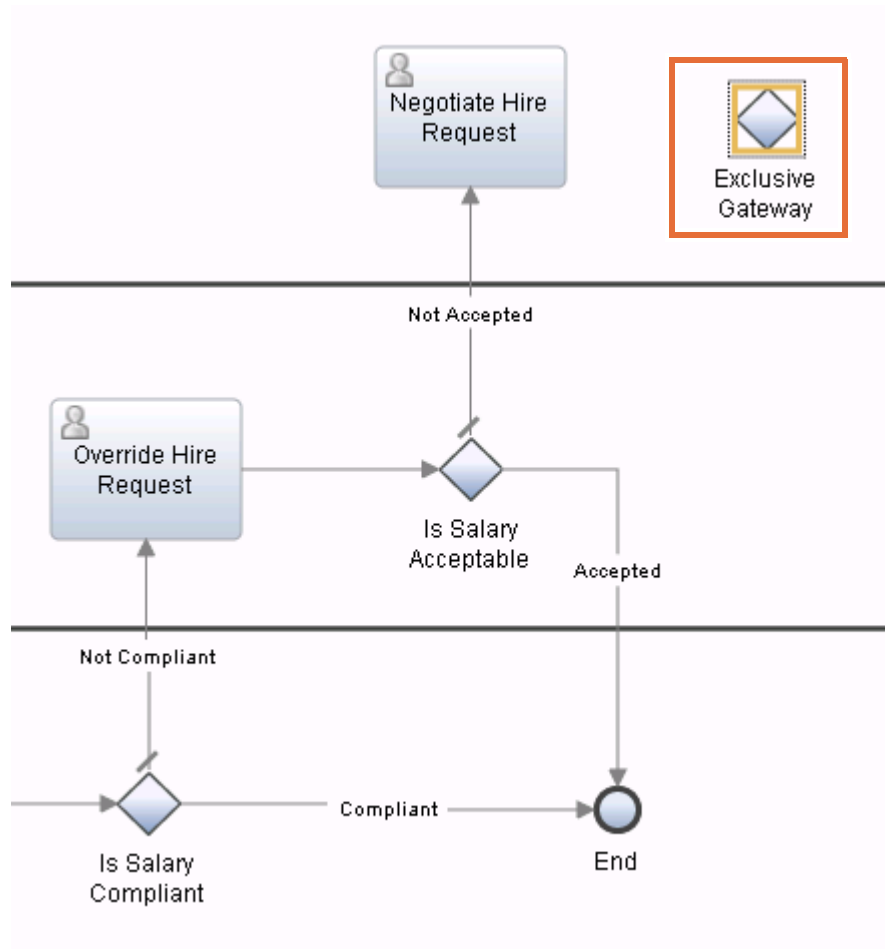 Negotiate Hire
Request
Exclusive
Gateway
Not Accepted
Override Hire
Request
Is Salary
Acceptable
Accepted
Not Compliant
Compliant
Is Salary
Compliant
End